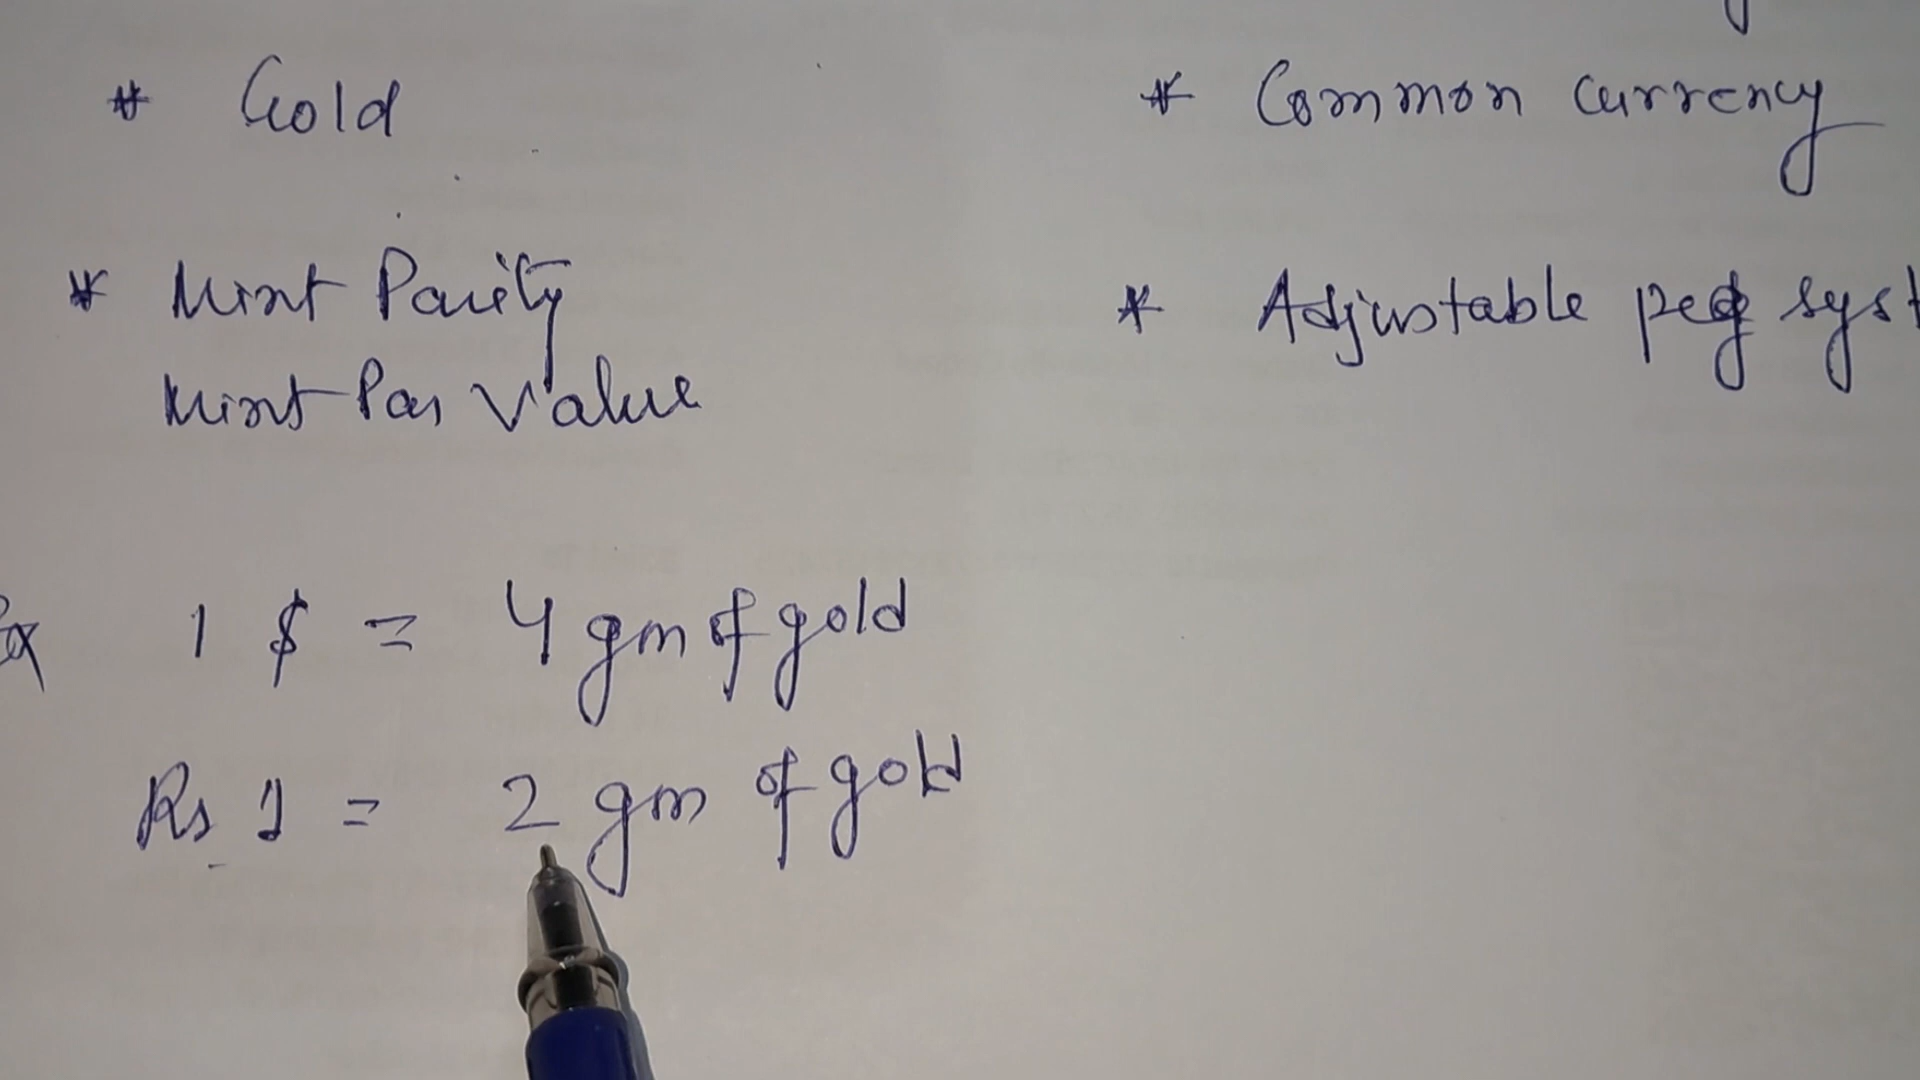 * Gold
* Mint Parity
Mint Par Value
Ex 1 $ = 4 gm of gold
Rs 1 = 2 gm of gold
* Common Currency
* Adjustable peg syst